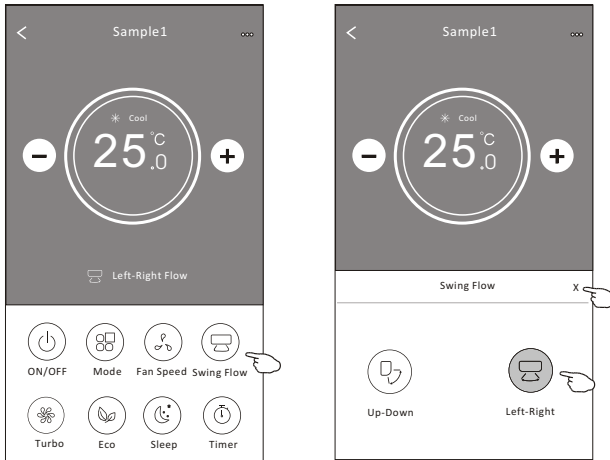 Sample1
Cool
25.0°C
Left-Right Flow
ON/OFF Mode Fan Speed Swing Flow
Turbo Eco Sleep Timer
Sample1
Cool
25.0°C
Swing Flow X
Up-Down Left-Right